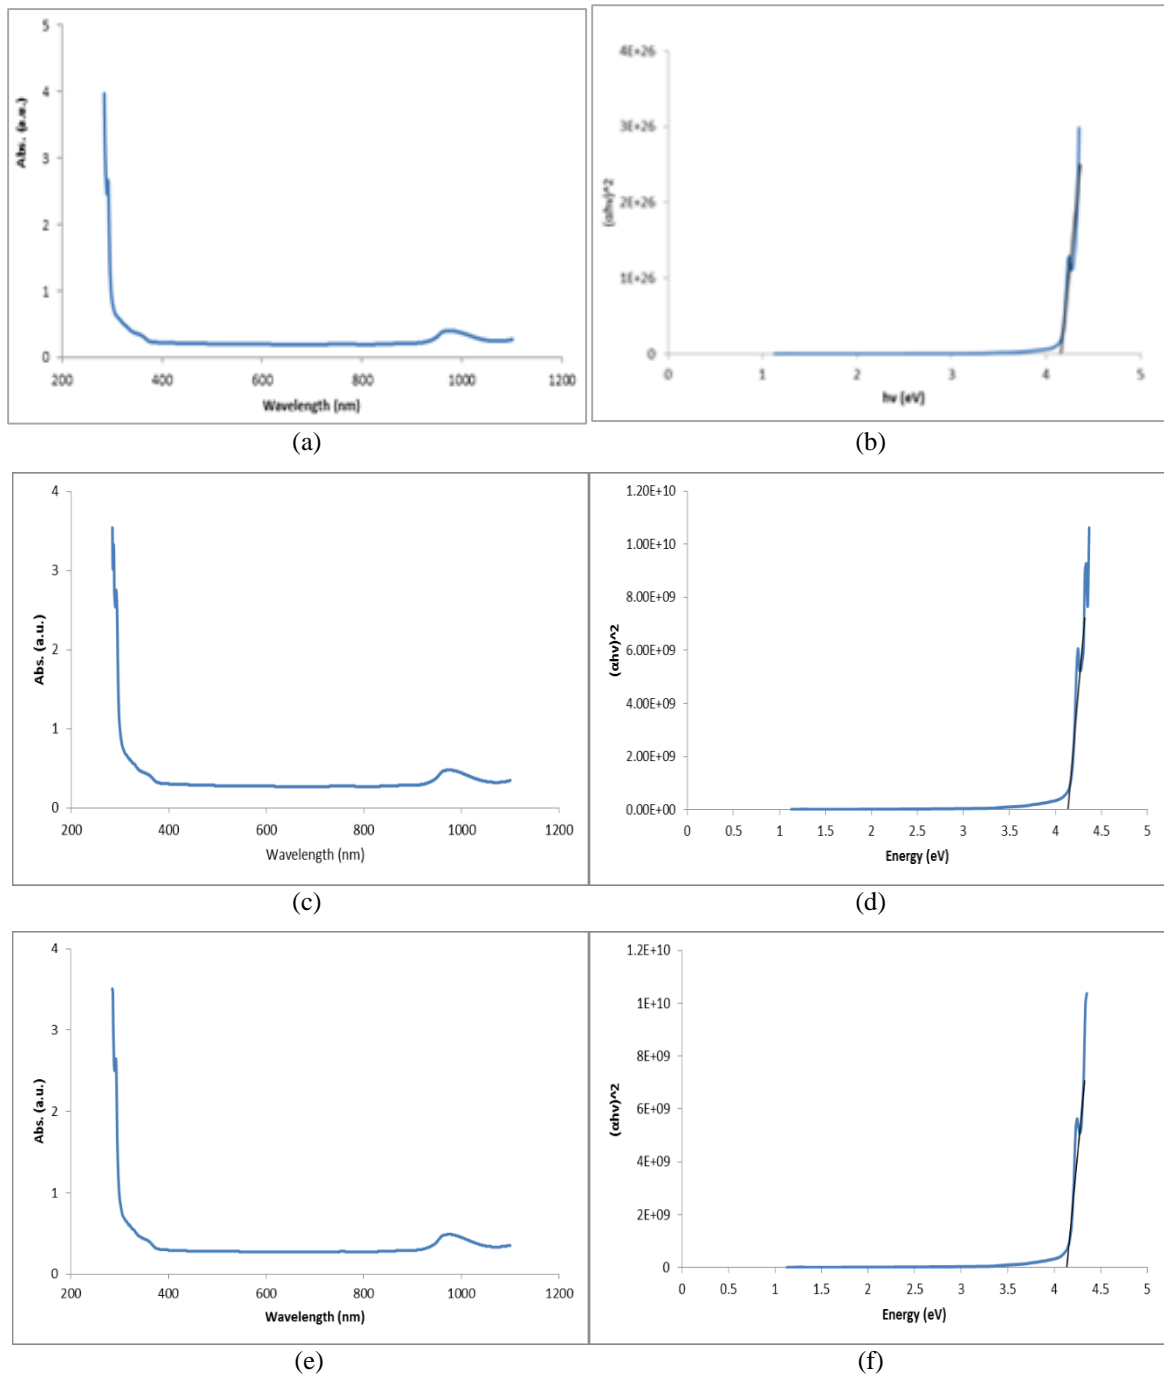 5
4
3
2
1
0
200
400
600
800
1000
1200
Abs. (a.u.)
Wavelength (nm)
(a)
4E+26
3E+26
2E+26
1E+26
0
0
1
2
3
4
5
(αhv)^2
hv (eV)
(b)
4
3
2
1
0
200
400
600
800
1000
1200
Abs. (a.u.)
Wavelength (nm)
(c)
1.20E+10
1.00E+10
8.00E+09
6.00E+09
4.00E+09
2.00E+09
0.00E+00
0
0.5
1
1.5
2
2.5
3
3.5
4
4.5
5
(αhv)^2
Energy (eV)
(d)
4
3
2
1
0
200
400
600
800
1000
1200
Abs. (a.u.)
Wavelength (nm)
(e)
1.2E+10
1E+10
8E+09
6E+09
4E+09
2E+09
0
0
0.5
1
1.5
2
2.5
3
3.5
4
4.5
5
(αhv)^2
Energy (eV)
(f)